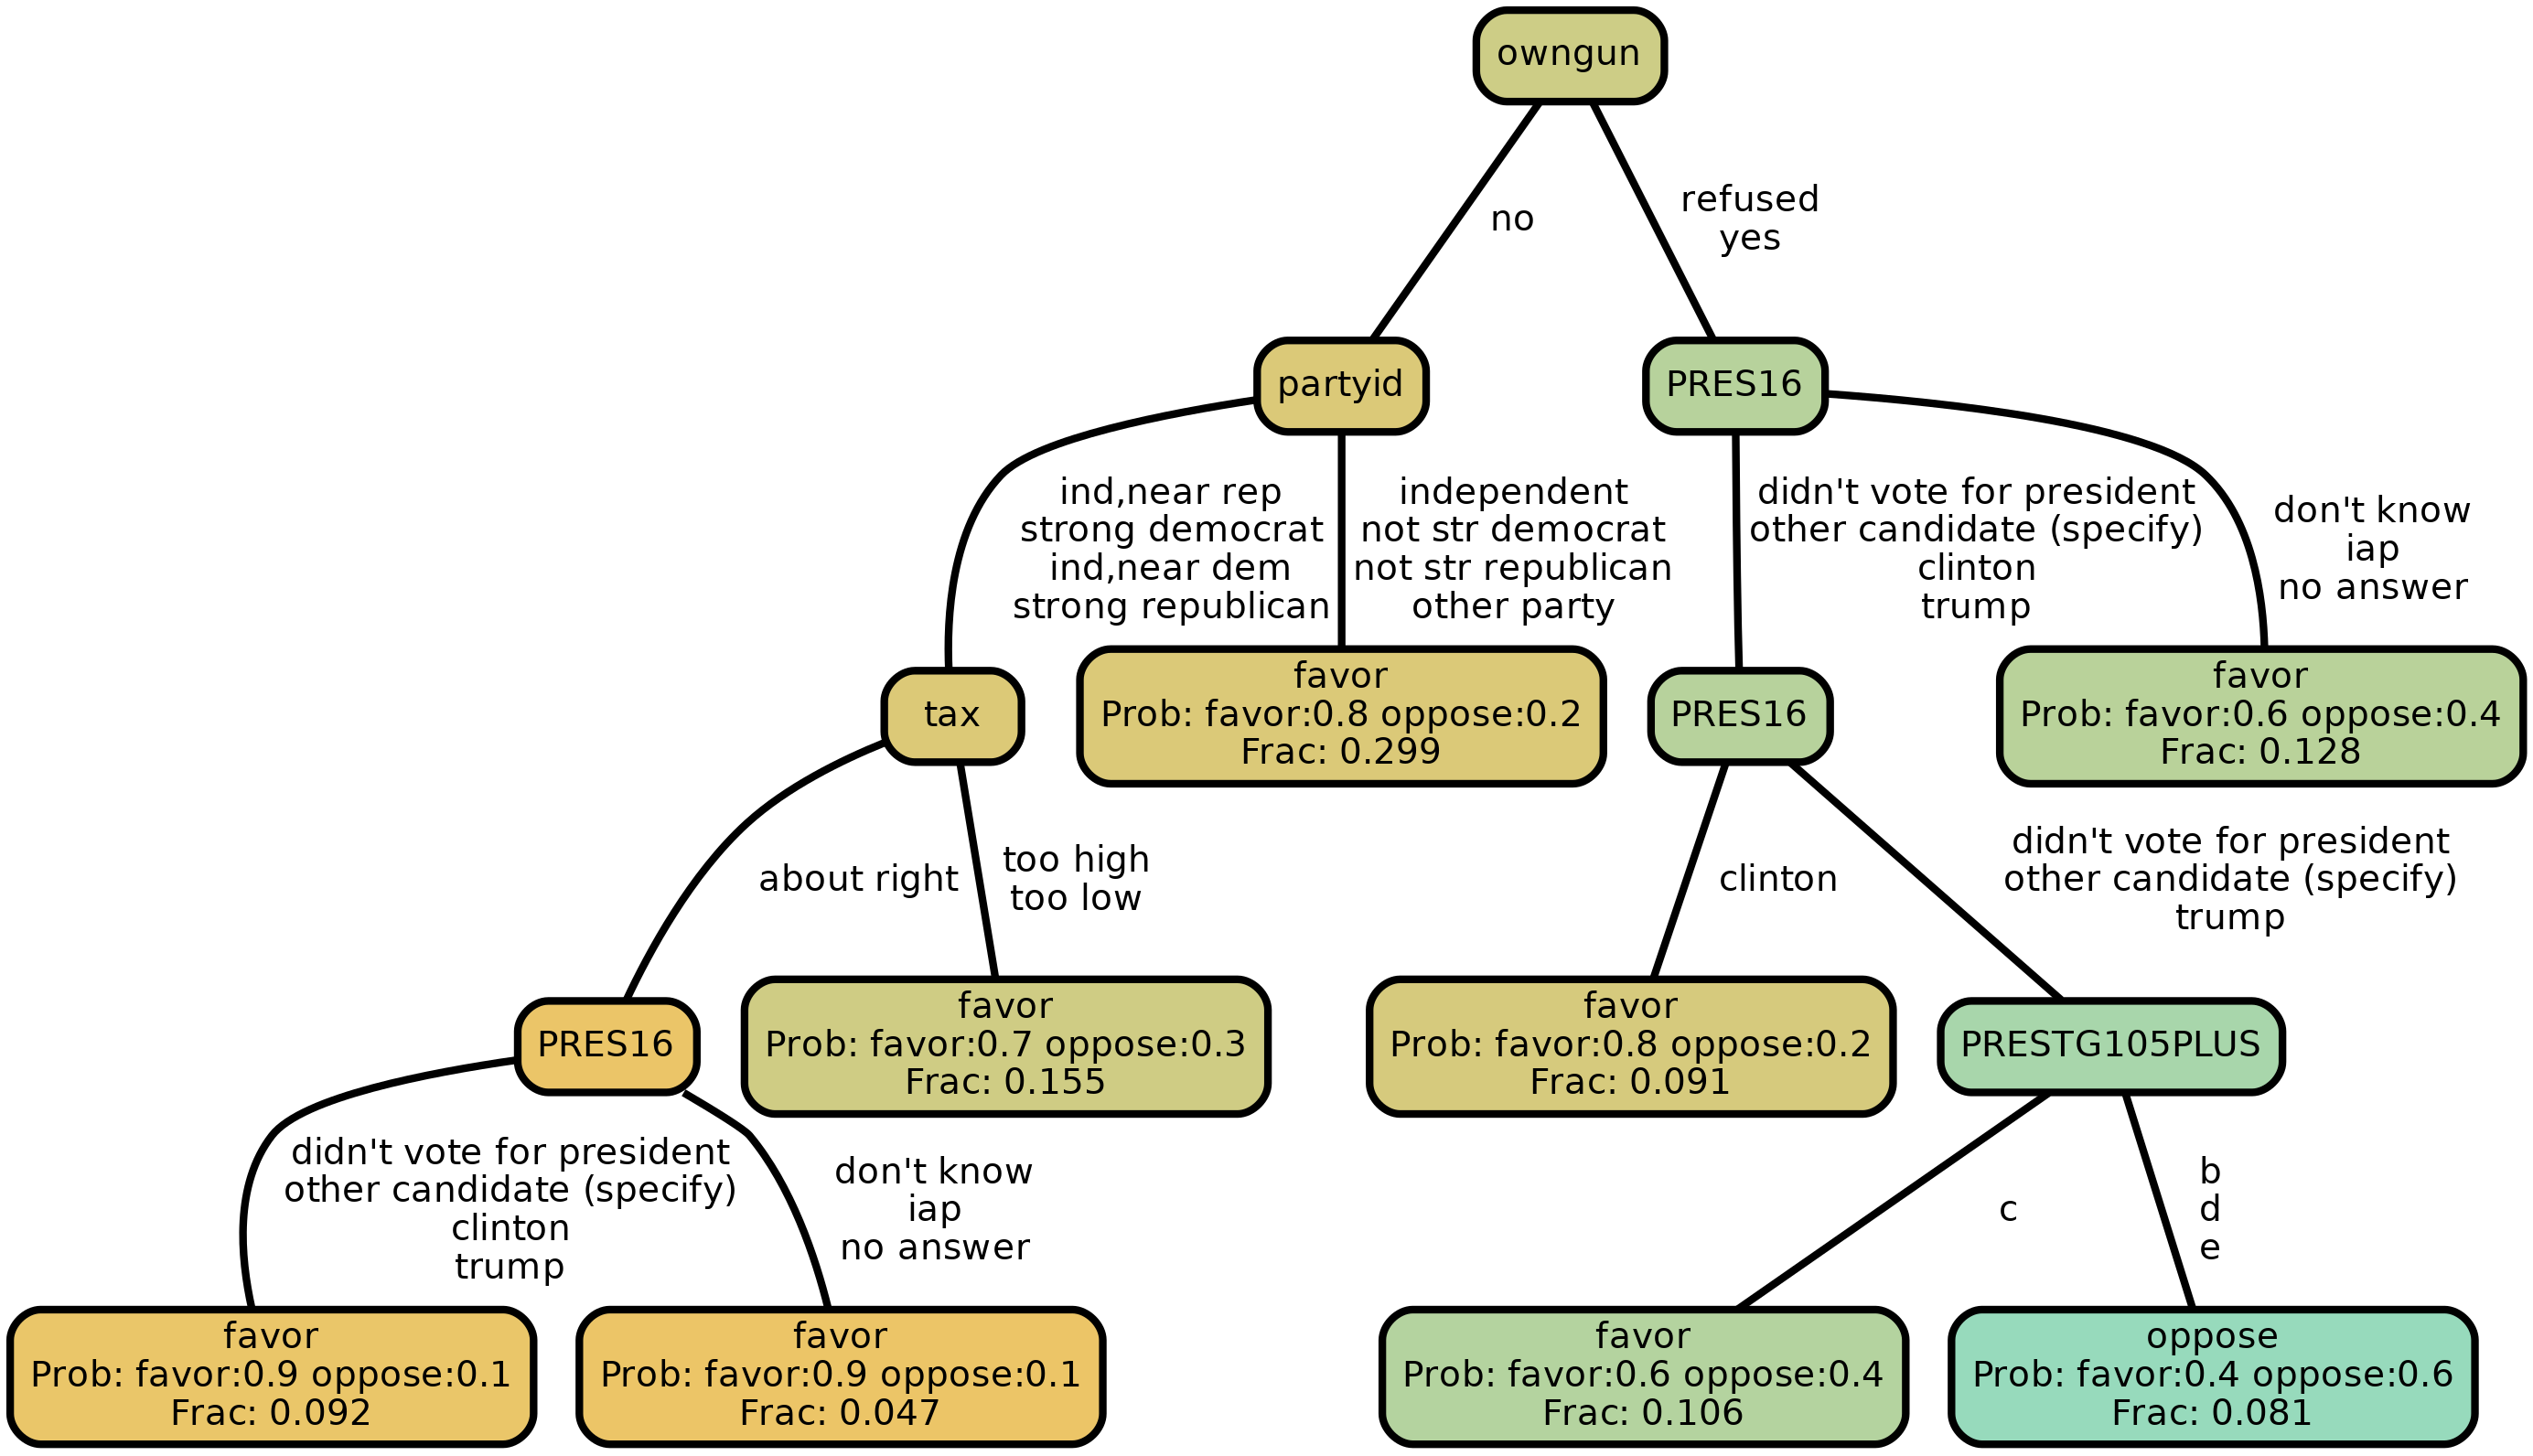 owngun
no
refused
yes
partyid
PRES16
ind,near rep
strong democrat
ind,near dem
strong republican
independent
not str democrat
not str republican
other party
didn't vote for president
other candidate (specify)
clinton
trump
don't know
iap
no answer
tax
favor
Prob: favor:0.8 oppose:0.2
Frac: 0.299
PRES16
favor
Prob: favor:0.6 oppose:0.4
Frac: 0.128
about right
too high
too low
clinton
didn't vote for president
other candidate (specify)
trump
PRES16
favor
Prob: favor:0.7 oppose:0.3
Frac: 0.155
favor
Prob: favor:0.8 oppose:0.2
Frac: 0.091
PRESTG105PLUS
didn't vote for president
other candidate (specify)
clinton
trump
don't know
iap
no answer
c
b
d
e
favor
Prob: favor:0.9 oppose:0.1
Frac: 0.092
favor
Prob: favor:0.9 oppose:0.1
Frac: 0.047
favor
Prob: favor:0.6 oppose:0.4
Frac: 0.106
oppose
Prob: favor:0.4 oppose:0.6
Frac: 0.081